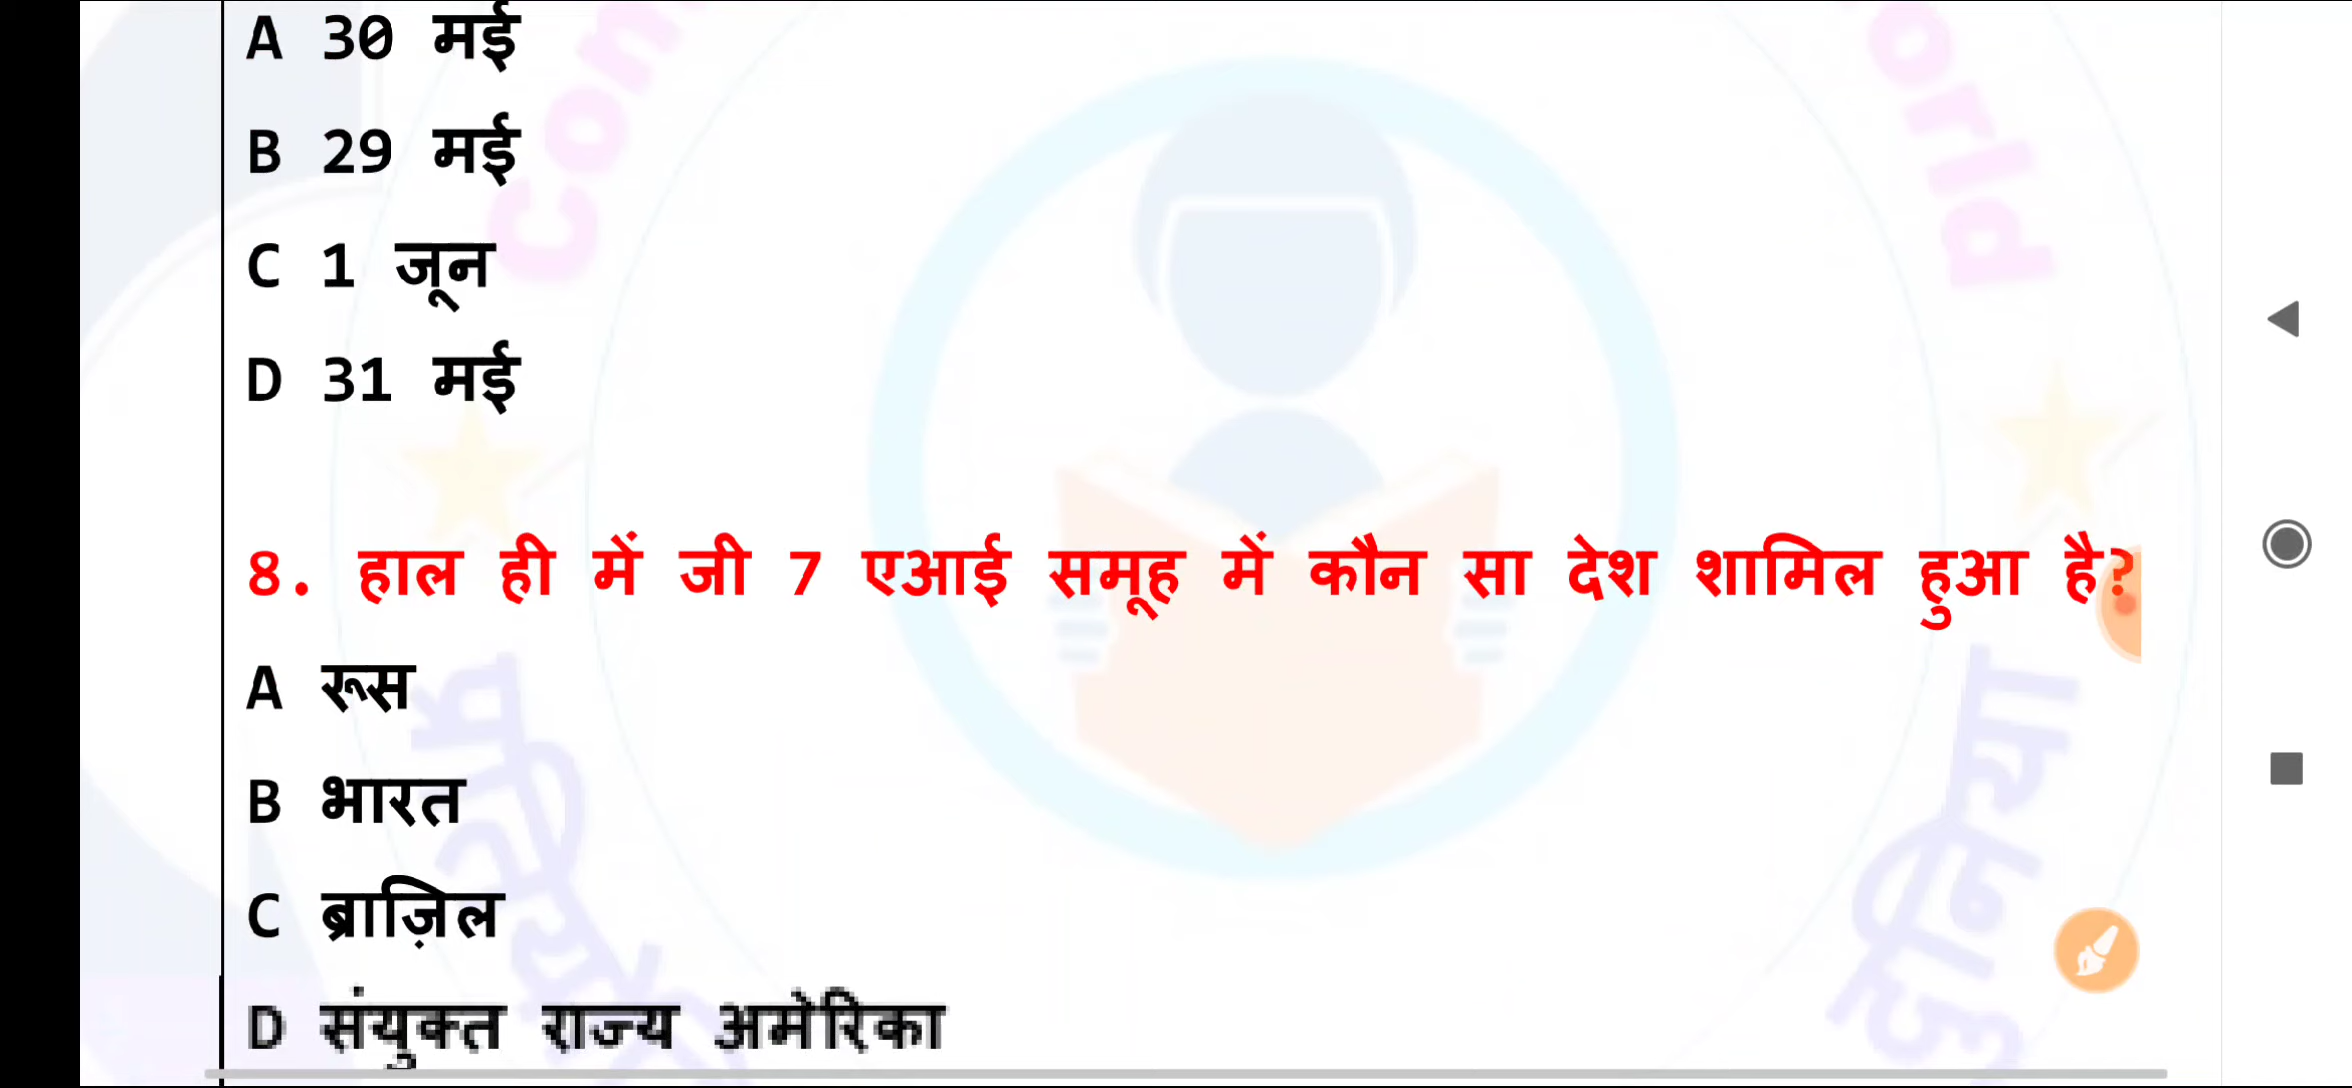 A 30 मई
B 29 मई
C 1 जून
D 31 मई
8. हाल ही में जी 7 एआई समूह में कौन सा देश शामिल हुआ है?
A रूस
B भारत
C ब्राज़िल
D संयुक्त राज्य अमेरिका
दुनिया